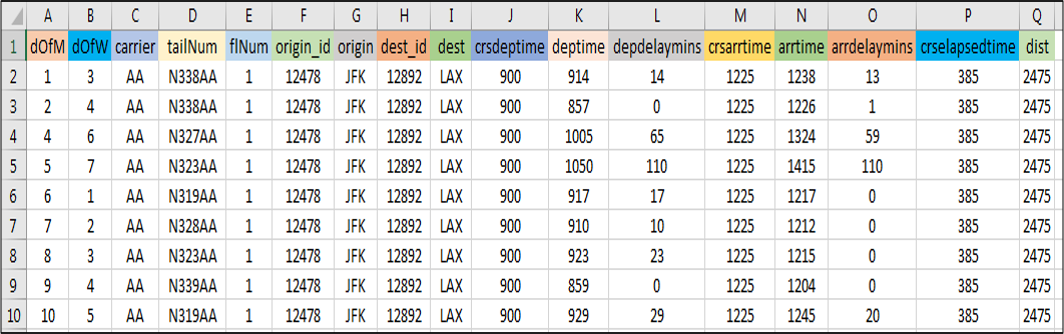 A B C D E F G H I J K L M N O P Q
1 dOfM dOfW carrier tailNum flNum origin_id origin dest_id dest crsdeptime deptime depdelaymins crsarrtime arrtime arrdelaymins crselapsedtime dist
2 1 3 AA N338AA 1 12478 JFK 12892 LAX 900 914 14 1225 1238 13 385 2475
3 2 4 AA N338AA 1 12478 JFK 12892 LAX 900 857 0 1225 1226 1 385 2475
4 4 6 AA N327AA 1 12478 JFK 12892 LAX 900 1005 65 1225 1324 59 385 2475
5 5 7 AA N323AA 1 12478 JFK 12892 LAX 900 1050 110 1225 1415 110 385 2475
6 6 1 AA N319AA 1 12478 JFK 12892 LAX 900 917 17 1225 1217 0 385 2475
7 7 2 AA N328AA 1 12478 JFK 12892 LAX 900 910 10 1225 1212 0 385 2475
8 8 3 AA N323AA 1 12478 JFK 12892 LAX 900 923 23 1225 1215 0 385 2475
9 9 4 AA N339AA 1 12478 JFK 12892 LAX 900 859 0 1225 1204 0 385 2475
10 10 5 AA N319AA 1 12478 JFK 12892 LAX 900 929 29 1225 1245 20 385 2475